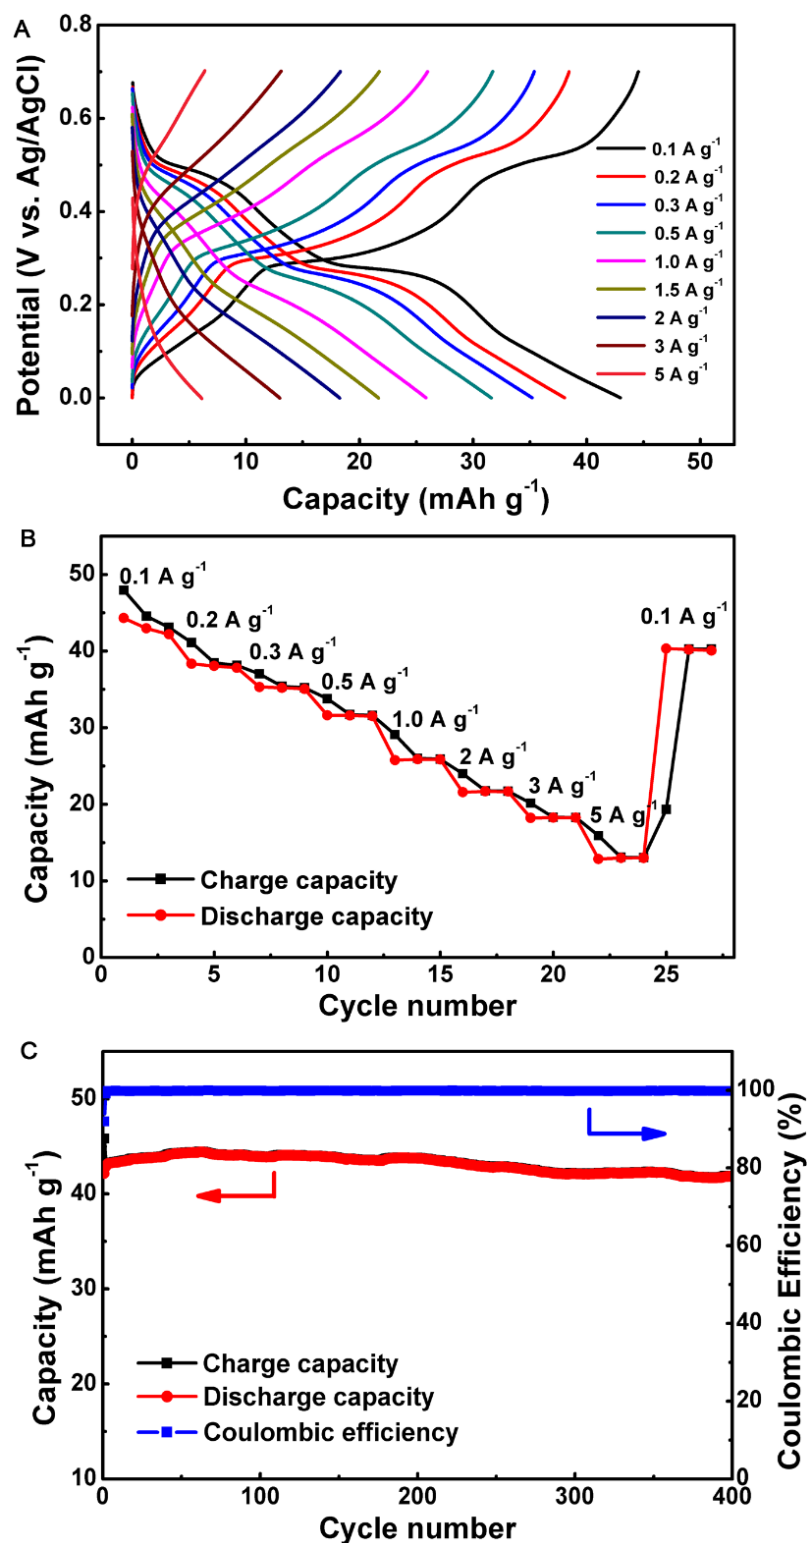 A
Potential (V vs. Ag/AgCl)
0.8
0.6
0.4
0.2
0.0
0.1 A g⁻¹
0.2 A g⁻¹
0.3 A g⁻¹
0.5 A g⁻¹
1.0 A g⁻¹
1.5 A g⁻¹
2 A g⁻¹
3 A g⁻¹
5 A g⁻¹
0 10 20 30 40 50
Capacity (mAh g⁻¹)
B
Capacity (mAh g⁻¹)
50
40
30
20
10
0
0.1 A g⁻¹
0.2 A g⁻¹
0.3 A g⁻¹
0.5 A g⁻¹
1.0 A g⁻¹
2 A g⁻¹
3 A g⁻¹
5 A g⁻¹
0.1 A g⁻¹
Charge capacity
Discharge capacity
0 5 10 15 20 25
Cycle number
C
Capacity (mAh g⁻¹)
50
40
30
20
10
Charge capacity
Discharge capacity
Coulombic efficiency
100
80
60
40
20
0
Coulombic Efficiency (%)
0 100 200 300 400
Cycle number